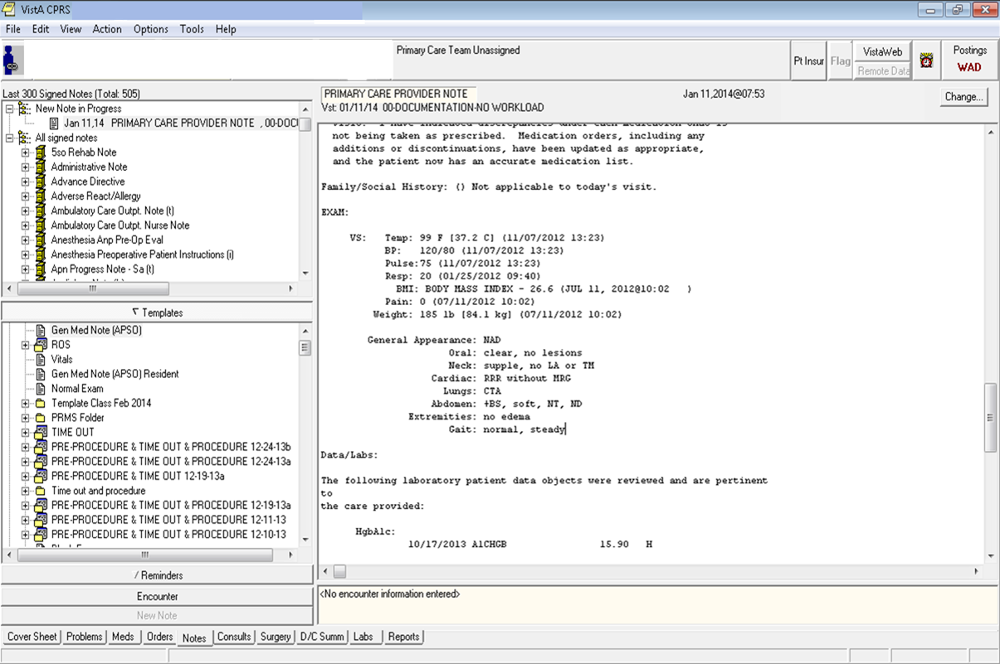 VistA CPRS
File Edit View Action Options Tools Help
Primary Care Team Unassigned
Pt Insur
Flag
VistaWeb
Remote Data
Postings
WAD
Last 300 Signed Notes (Total: 505)
New Note in Progress
Jan 11,14 PRIMARY CARE PROVIDER NOTE , 00-DOCU
All signed notes
5so Rehab Note
Administrative Note
Advance Directive
Adverse React/Allergy
Ambulatory Care Outpt. Note (t)
Ambulatory Care Outpt. Nurse Note
Anesthesia Anp Pre-Op Eval
Anesthesia Preoperative Patient Instructions (i)
Apn Progress Note - Sa (t)
Templates
Gen Med Note (APSO)
ROS
Vitals
Gen Med Note (APSO) Resident
Normal Exam
Template Class Feb 2014
PRMS Folder
TIME OUT
PRE-PROCEDURE & TIME OUT & PROCEDURE 12-24-13b
PRE-PROCEDURE & TIME OUT & PROCEDURE 12-24-13a
PRE-PROCEDURE & TIME OUT 12-19-13a
Time out and procedure
PRE-PROCEDURE & TIME OUT & PROCEDURE 12-19-13a
PRE-PROCEDURE & TIME OUT & PROCEDURE 12-11-13
PRE-PROCEDURE & TIME OUT & PROCEDURE 12-10-13
/ Reminders
Encounter
New Note
PRIMARY CARE PROVIDER NOTE Jan 11,2014@07:53
Change...
Vst: 01/11/14 00-DOCUMENTATION-NO WORKLOAD
not being taken as prescribed. Medication orders, including any
additions or discontinuations, have been updated as appropriate,
and the patient now has an accurate medication list.
Family/Social History: () Not applicable to today's visit.
EXAM:
VS: Temp: 99 F [37.2 C] (11/07/2012 13:23)
BP: 120/80 (11/07/2012 13:23)
Pulse:75 (11/07/2012 13:23)
Resp: 20 (01/25/2012 09:40)
BMI: BODY MASS INDEX - 26.6 (JUL 11, 2012@10:02 )
Pain: 0 (07/11/2012 10:02)
Weight: 185 lb [84.1 kg] (07/11/2012 10:02)
General Appearance: NAD
Oral: clear, no lesions
Neck: supple, no LA or TM
Cardiac: RRR without MRG
Lungs: CTA
Abdomen: +BS, soft, NT, ND
Extremities: no edema
Gait: normal, steady
Data/Labs:
The following laboratory patient data objects were reviewed and are pertinent
to
the care provided:
HgbA1c:
10/17/2013 A1CHGB 15.90 H
<No encounter information entered>
Cover Sheet Problems Meds Orders Notes Consults Surgery D/C Summ Labs Reports